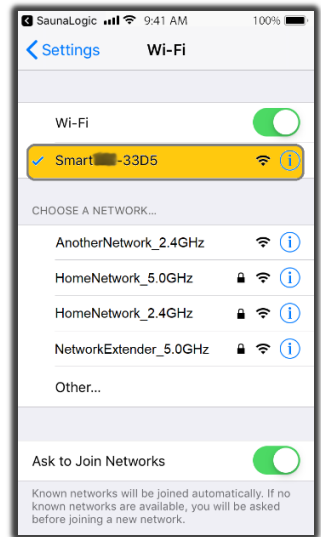 SaunaLogic 9:41 AM 100%
Settings Wi-Fi
Wi-Fi
Smart -33D5
CHOOSE A NETWORK...
AnotherNetwork_2.4GHz
HomeNetwork_5.0GHz
HomeNetwork_2.4GHz
NetworkExtender_5.0GHz
Other...
Ask to Join Networks
Known networks will be joined automatically. If no
known networks are available, you will be asked
before joining a new network.